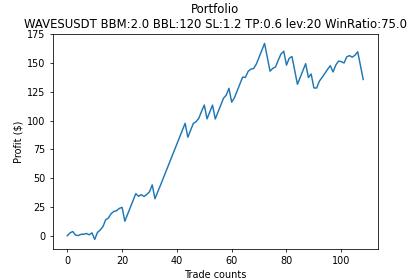 Portfolio
WAVESUSDT BBM:2.0 BBL:120 SL:1.2 TP:0.6 lev:20 WinRatio:75.0
175
150
125
100
75
50
25
0
Profit ($)
0 20 40 60 80 100
Trade counts